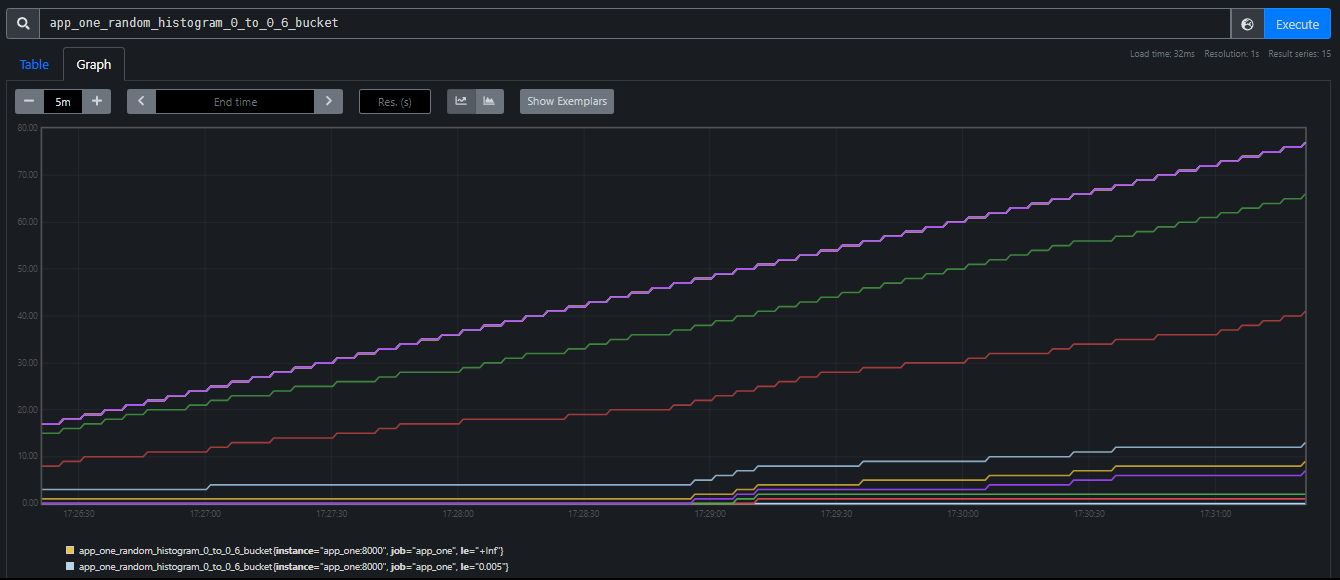 app_one_random_histogram_0_to_0_6_bucket Execute
Load time: 32ms Resolution: 1s Result series: 15
Table Graph
− 5m + End time Res. (s) Show Exemplars
80.00
70.00
60.00
50.00
40.00
30.00
20.00
10.00
0.00
17:26:30 17:27:00 17:27:30 17:28:00 17:28:30 17:29:00 17:29:30 17:30:00 17:30:30 17:31:00
app_one_random_histogram_0_to_0_6_bucket{instance="app_one:8000", job="app_one", le="+Inf"}
app_one_random_histogram_0_to_0_6_bucket{instance="app_one:8000", job="app_one", le="0.005"}